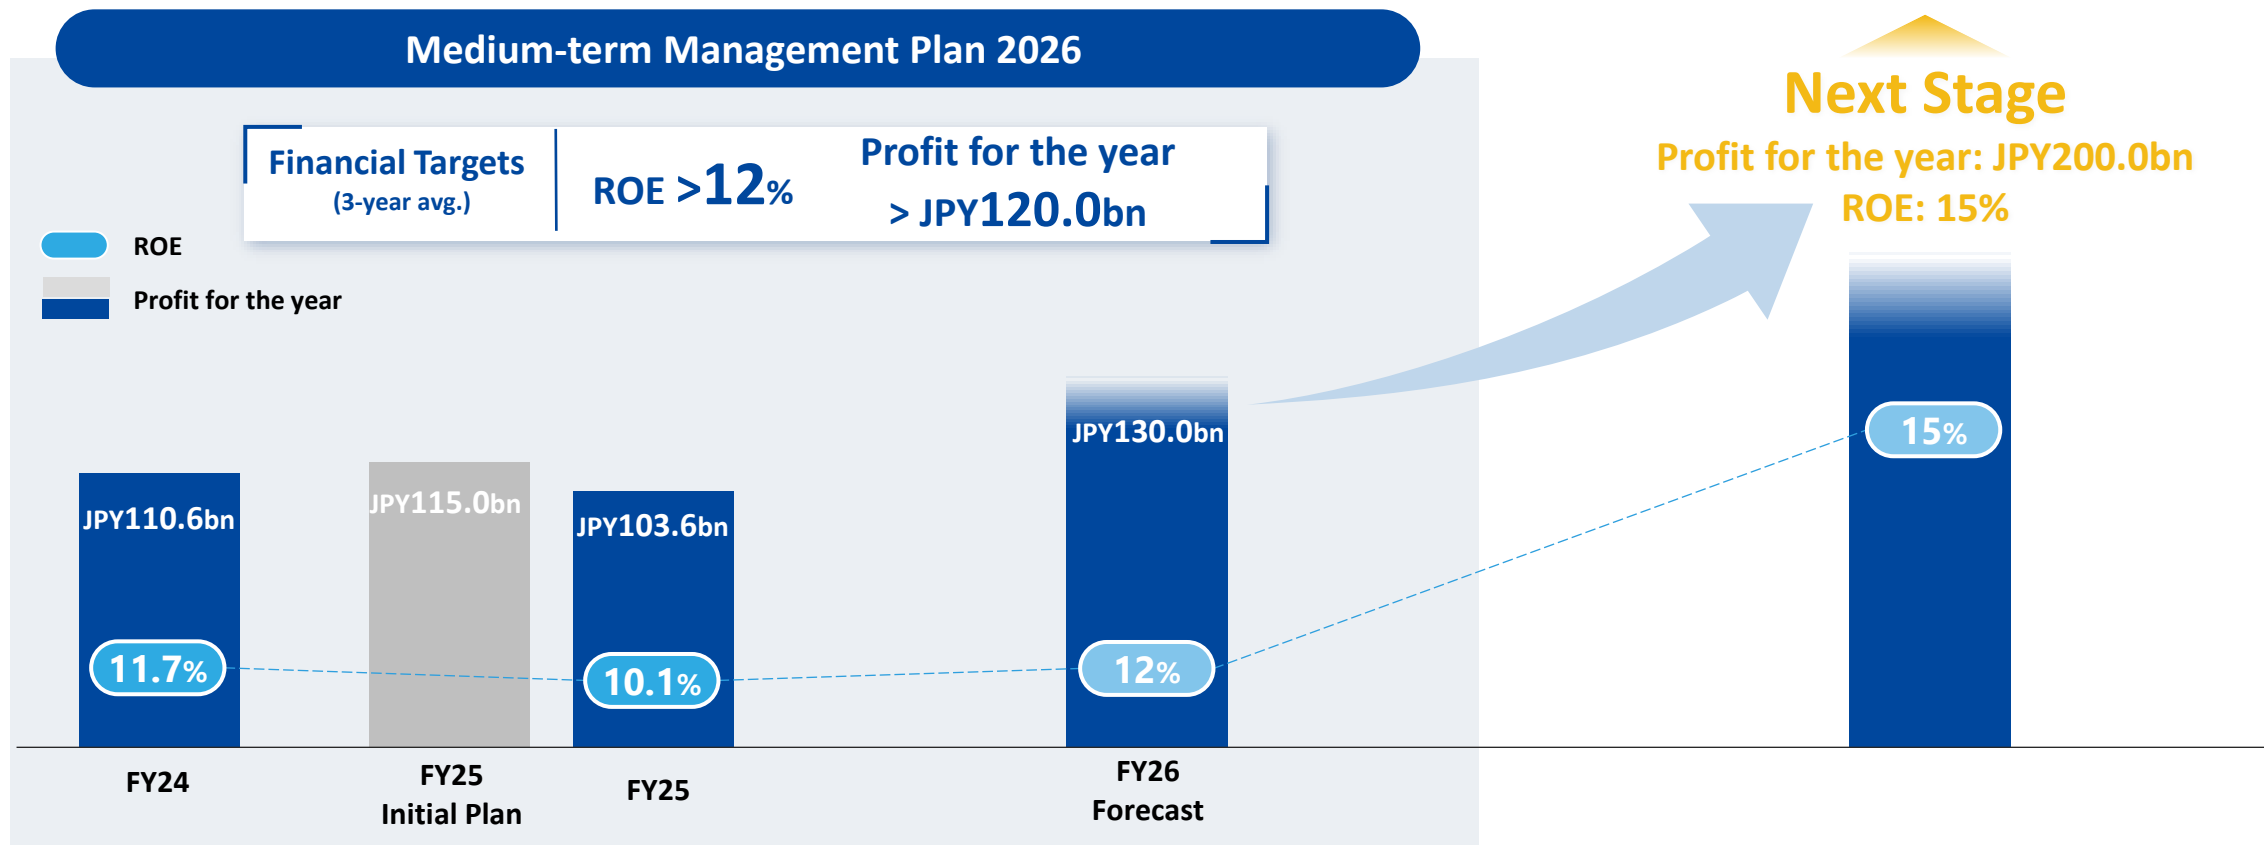 Medium-term Management Plan 2026
Financial Targets
(3-year avg.)
ROE >12%
Profit for the year
> JPY120.0bn
Next Stage
Profit for the year: JPY200.0bn
ROE: 15%
ROE
Profit for the year
JPY110.6bn
JPY115.0bn
JPY103.6bn
JPY130.0bn
11.7%
10.1%
12%
15%
FY24
FY25
Initial Plan
FY25
FY26
Forecast